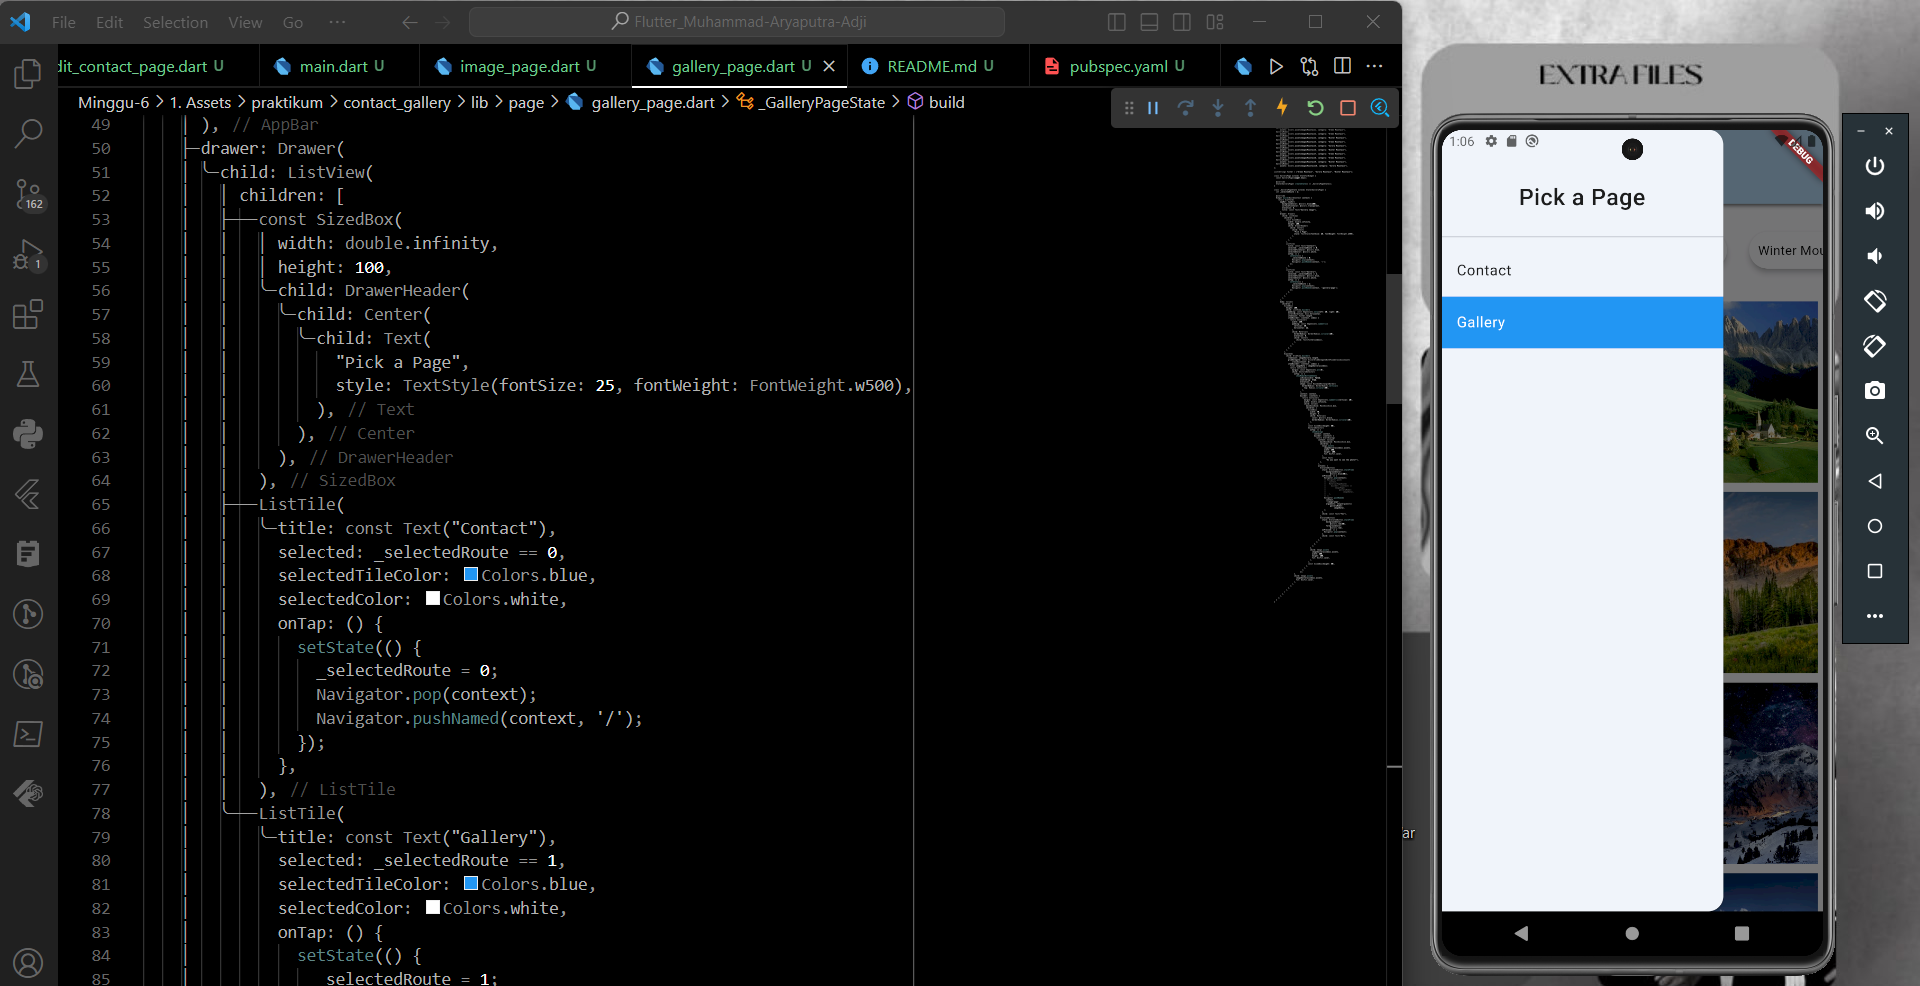 File Edit Selection View Go ··· Flutter_Muhammad-Aryaputra-Adji
dit_contact_page.dart U main.dart U image_page.dart U gallery_page.dart U README.md U pubspec.yaml U
Minggu-6 > 1. Assets > praktikum > contact_gallery > lib > page > gallery_page.dart > _GalleryPageState > build
49 ), // AppBar
50 drawer: Drawer(
51 child: ListView(
52 children: [
53 const SizedBox(
54 width: double.infinity,
55 height: 100,
56 child: DrawerHeader(
57 child: Center(
58 child: Text(
59 "Pick a Page",
60 style: TextStyle(fontSize: 25, fontWeight: FontWeight.w500),
61 ), // Text
62 ), // Center
63 ), // DrawerHeader
64 ), // SizedBox
65 ListTile(
66 title: const Text("Contact"),
67 selected: _selectedRoute == 0,
68 selectedTileColor: Colors.blue,
69 selectedColor: Colors.white,
70 onTap: () {
71 setState(() {
72 _selectedRoute = 0;
73 Navigator.pop(context);
74 Navigator.pushNamed(context, '/');
75 });
76 },
77 ), // ListTile
78 ListTile(
79 title: const Text("Gallery"),
80 selected: _selectedRoute == 1,
81 selectedTileColor: Colors.blue,
82 selectedColor: Colors.white,
83 onTap: () {
84 setState(() {
85 selectedRoute = 1;
162
1
EXTRA FILES
1:06
DEBUG
Pick a Page
Winter Mou
Contact
Gallery
ar